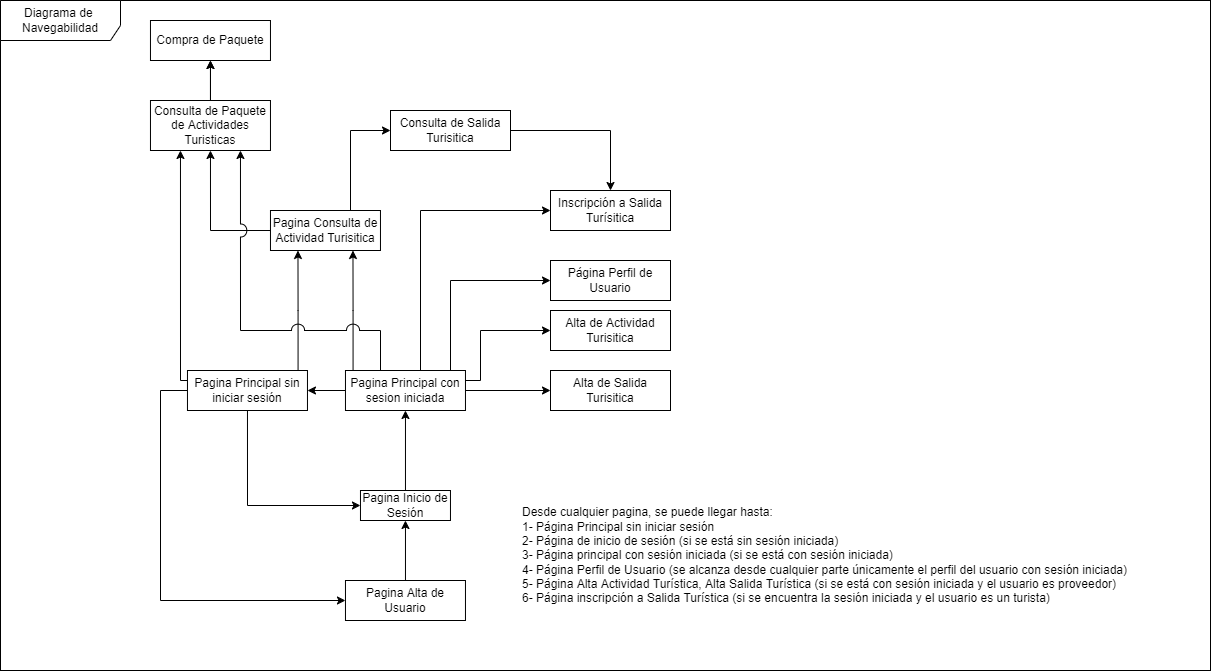 Diagrama de
Navegabilidad
Compra de Paquete
Consulta de Paquete
de Actividades
Turisticas
Consulta de Salida
Turisitica
Inscripción a Salida
Turísitica
Pagina Consulta de
Actividad Turisitica
Página Perfil de
Usuario
Alta de Actividad
Turisitica
Pagina Principal sin
iniciar sesión
Pagina Principal con
sesion iniciada
Alta de Salida
Turisitica
Pagina Inicio de
Sesión
Pagina Alta de
Usuario
Desde cualquier pagina, se puede llegar hasta:
1- Página Principal sin iniciar sesión
2- Página de inicio de sesión (si se está sin sesión iniciada)
3- Página principal con sesión iniciada (si se está con sesión iniciada)
4- Página Perfil de Usuario (se alcanza desde cualquier parte únicamente el perfil del usuario con sesión iniciada)
5- Página Alta Actividad Turística, Alta Salida Turística (si se está con sesión iniciada y el usuario es proveedor)
6- Página inscripción a Salida Turística (si se encuentra la sesión iniciada y el usuario es un turista)